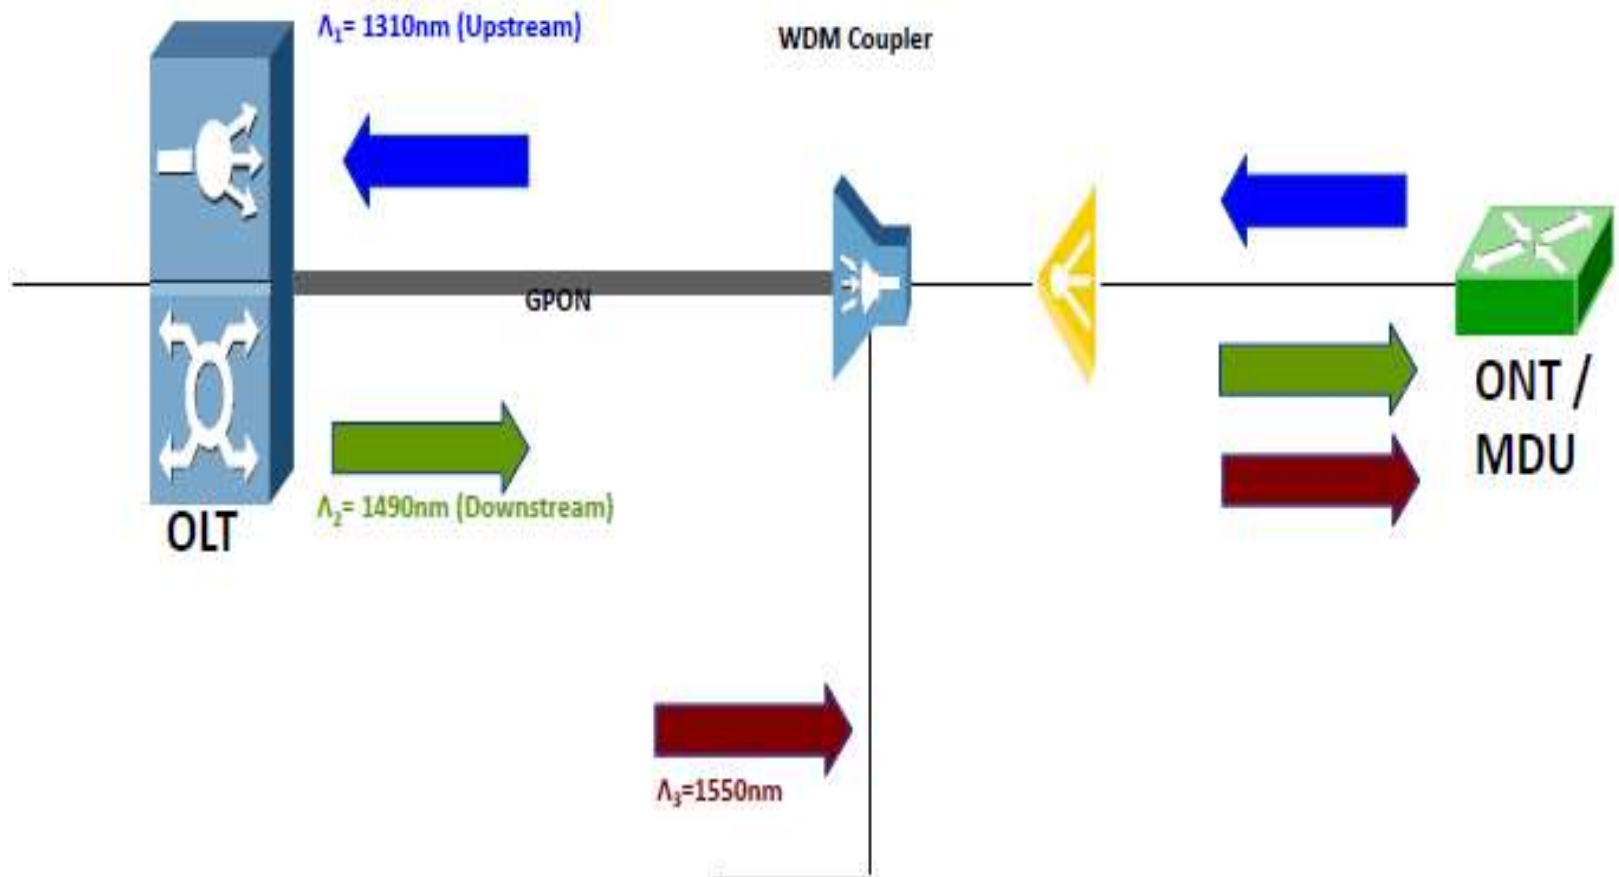 Λ₁= 1310nm (Upstream)
WDM Coupler
GPON
Λ₂= 1490nm (Downstream)
OLT
ONT /
MDU
Λ₃=1550nm